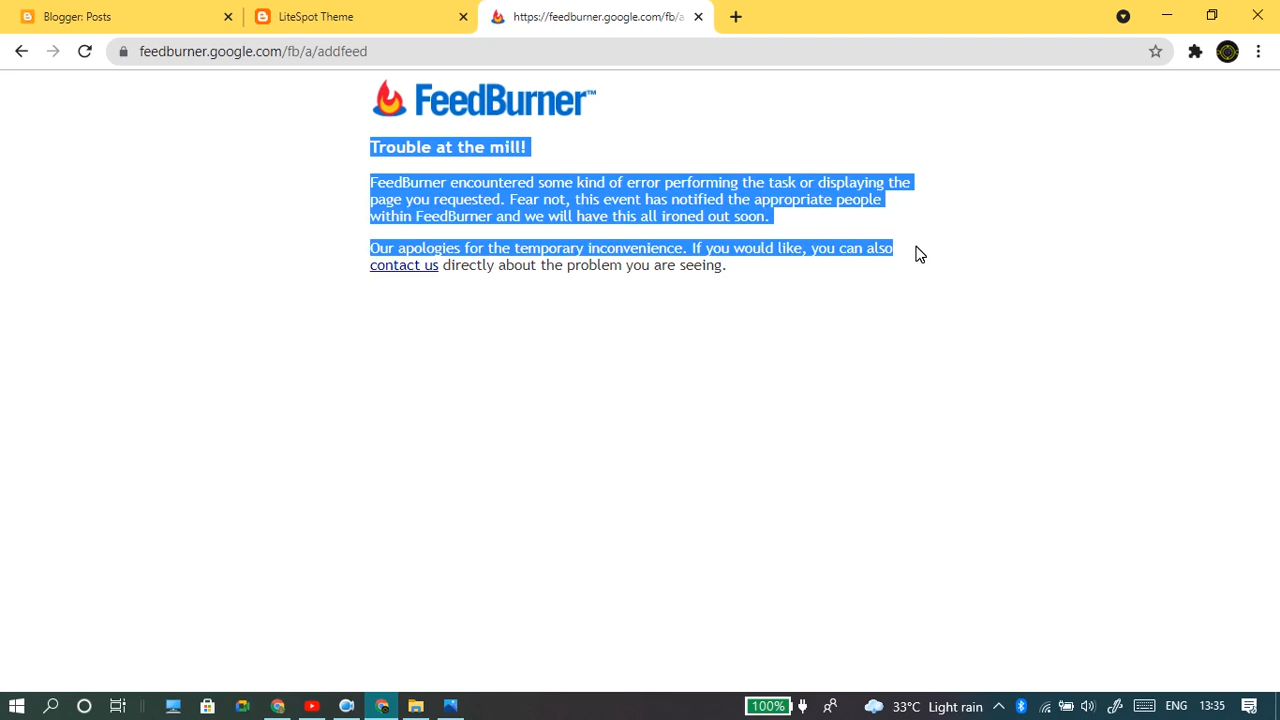 Blogger: Posts
LiteSpot Theme
https://feedburner.google.com/fb/a
feedburner.google.com/fb/a/addfeed
FeedBurner™
Trouble at the mill!
FeedBurner encountered some kind of error performing the task or displaying the
page you requested. Fear not, this event has notified the appropriate people
within FeedBurner and we will have this all ironed out soon.
Our apologies for the temporary inconvenience. If you would like, you can also
contact us directly about the problem you are seeing.
100%
33°C Light rain
ENG
13:35